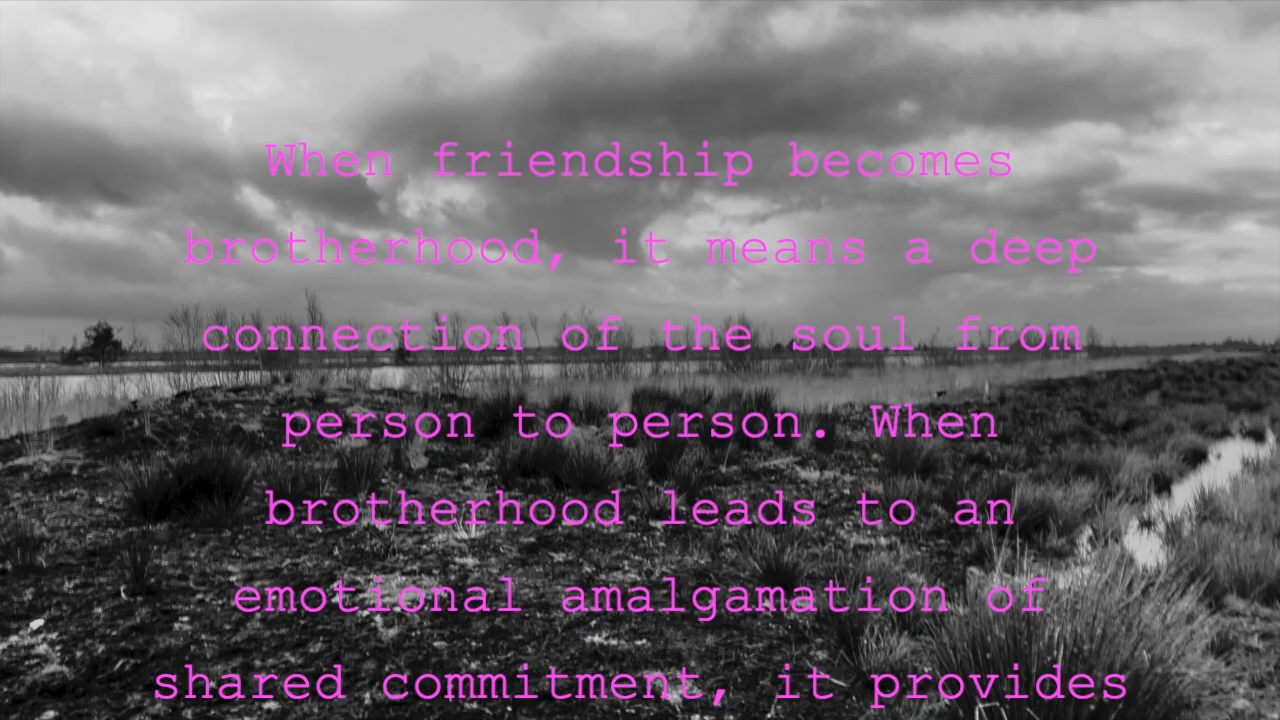 When friendship becomes
brotherhood, it means a deep
connection of the soul from
person to person. When
brotherhood leads to an
emotional amalgamation of
shared commitment, it provides